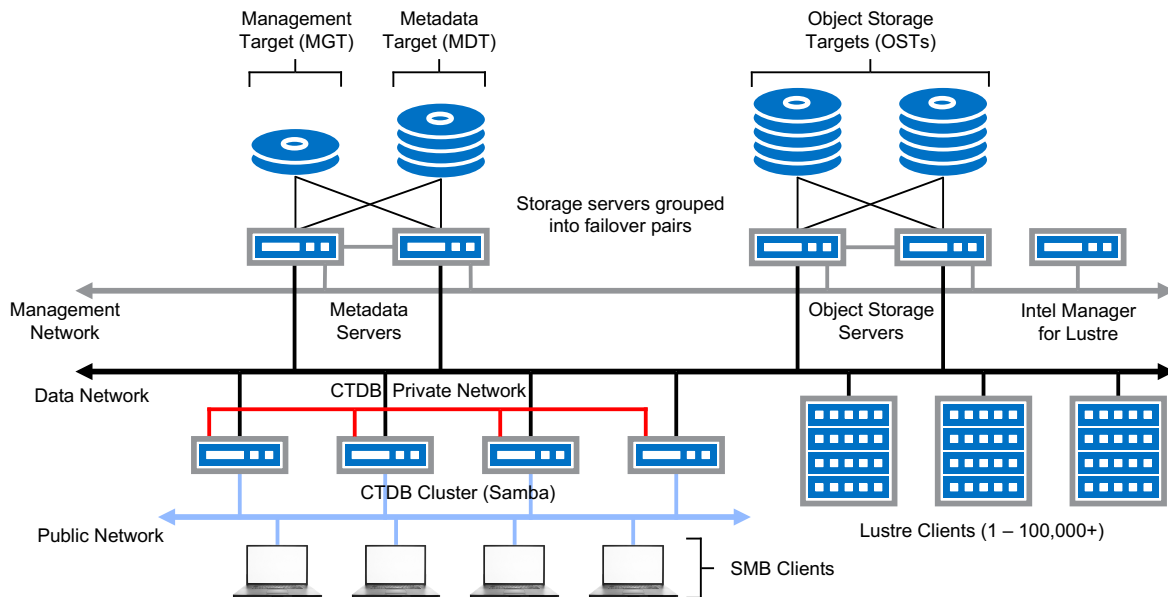 Management
Target (MGT)
Metadata
Target (MDT)
Object Storage
Targets (OSTs)
Storage servers grouped
into failover pairs
Management
Network
Metadata
Servers
Object Storage
Servers
Intel Manager
for Lustre
Data Network
CTDB Private Network
CTDB Cluster (Samba)
Public Network
Lustre Clients (1 – 100,000+)
SMB Clients